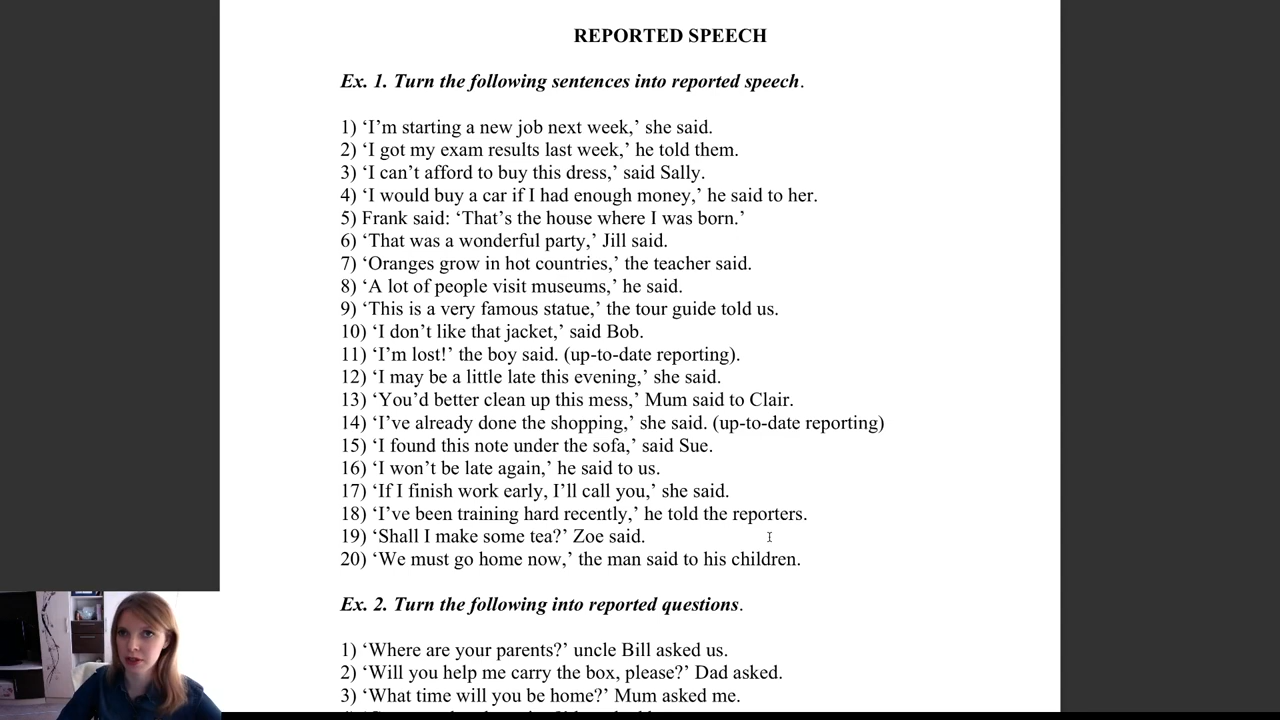 REPORTED SPEECH
Ex. 1. Turn the following sentences into reported speech.
1) ‘I’m starting a new job next week,’ she said.
2) ‘I got my exam results last week,’ he told them.
3) ‘I can’t afford to buy this dress,’ said Sally.
4) ‘I would buy a car if I had enough money,’ he said to her.
5) Frank said: ‘That’s the house where I was born.’
6) ‘That was a wonderful party,’ Jill said.
7) ‘Oranges grow in hot countries,’ the teacher said.
8) ‘A lot of people visit museums,’ he said.
9) ‘This is a very famous statue,’ the tour guide told us.
10) ‘I don’t like that jacket,’ said Bob.
11) ‘I’m lost!’ the boy said. (up-to-date reporting).
12) ‘I may be a little late this evening,’ she said.
13) ‘You’d better clean up this mess,’ Mum said to Clair.
14) ‘I’ve already done the shopping,’ she said. (up-to-date reporting)
15) ‘I found this note under the sofa,’ said Sue.
16) ‘I won’t be late again,’ he said to us.
17) ‘If I finish work early, I’ll call you,’ she said.
18) ‘I’ve been training hard recently,’ he told the reporters.
19) ‘Shall I make some tea?’ Zoe said.
20) ‘We must go home now,’ the man said to his children.
Ex. 2. Turn the following into reported questions.
1) ‘Where are your parents?’ uncle Bill asked us.
2) ‘Will you help me carry the box, please?’ Dad asked.
3) ‘What time will you be home?’ Mum asked me.